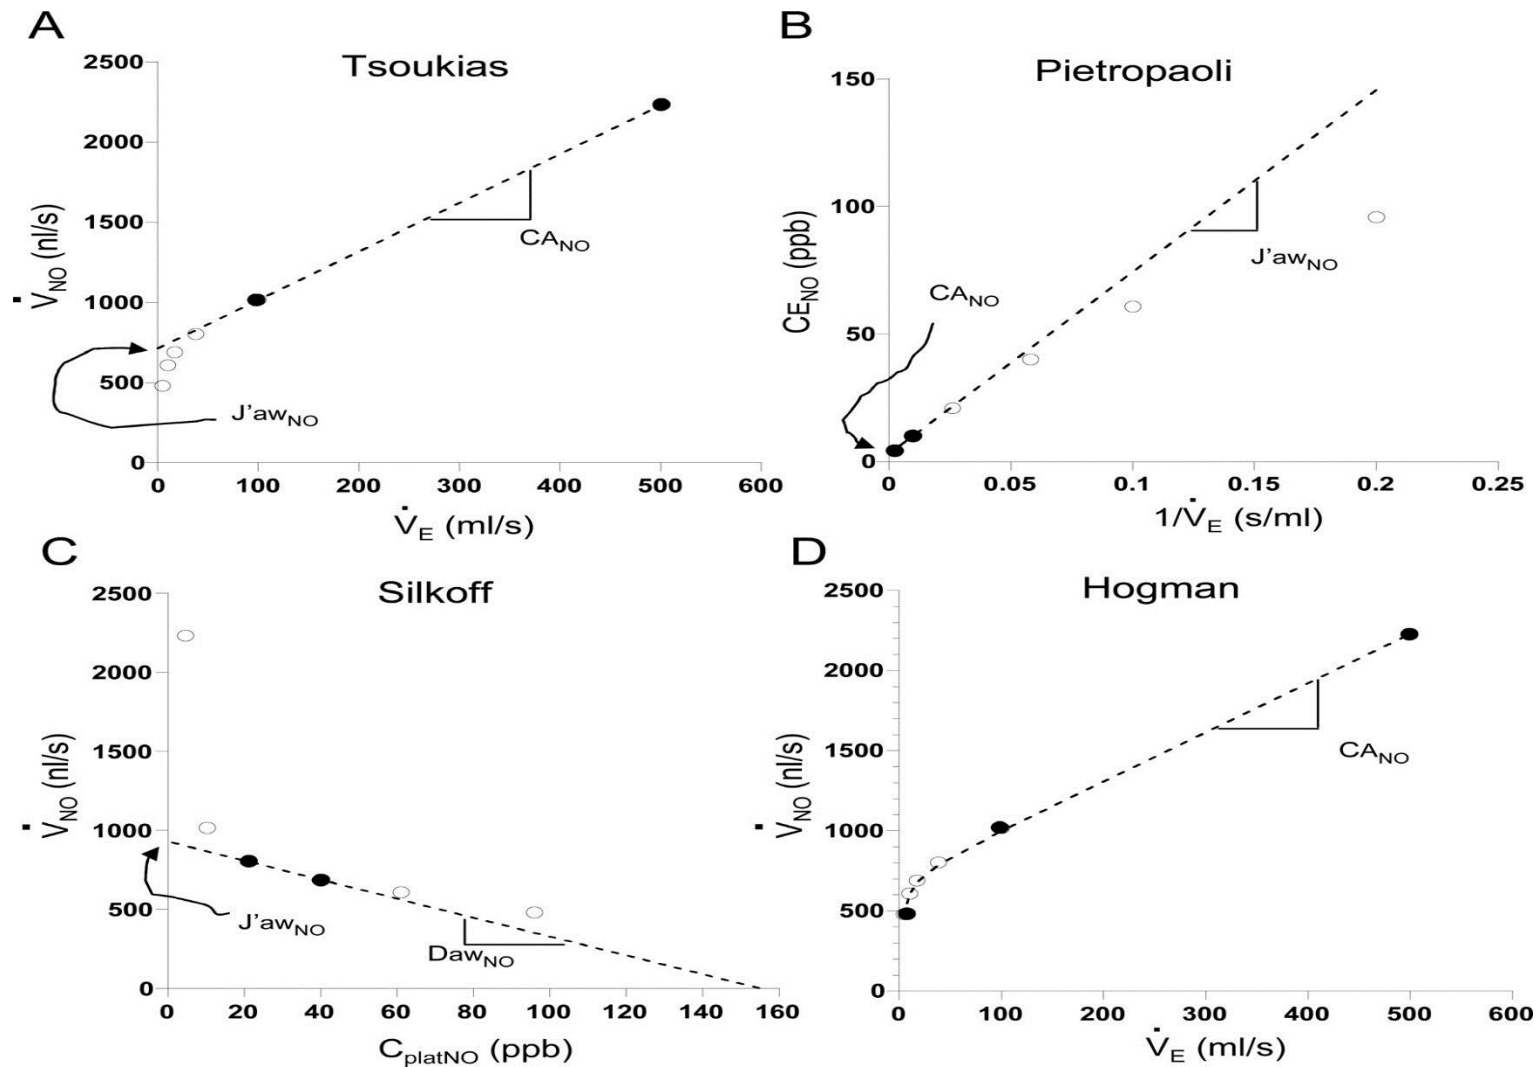 A
Tsoukias
2500
2000
1500
1000
500
0
V̇NO (nl/s)
CANO
J'awNO
0 100 200 300 400 500 600
V̇E (ml/s)
B
Pietropaoli
150
100
50
0
CENO (ppb)
J'awNO
CANO
0 0.05 0.1 0.15 0.2 0.25
1/V̇E (s/ml)
C
Silkoff
2500
2000
1500
1000
500
0
V̇NO (nl/s)
J'awNO
DawNO
0 20 40 60 80 100 120 140 160
CplatNO (ppb)
D
Hogman
2500
2000
1500
1000
500
0
V̇NO (nl/s)
CANO
0 100 200 300 400 500 600
V̇E (ml/s)